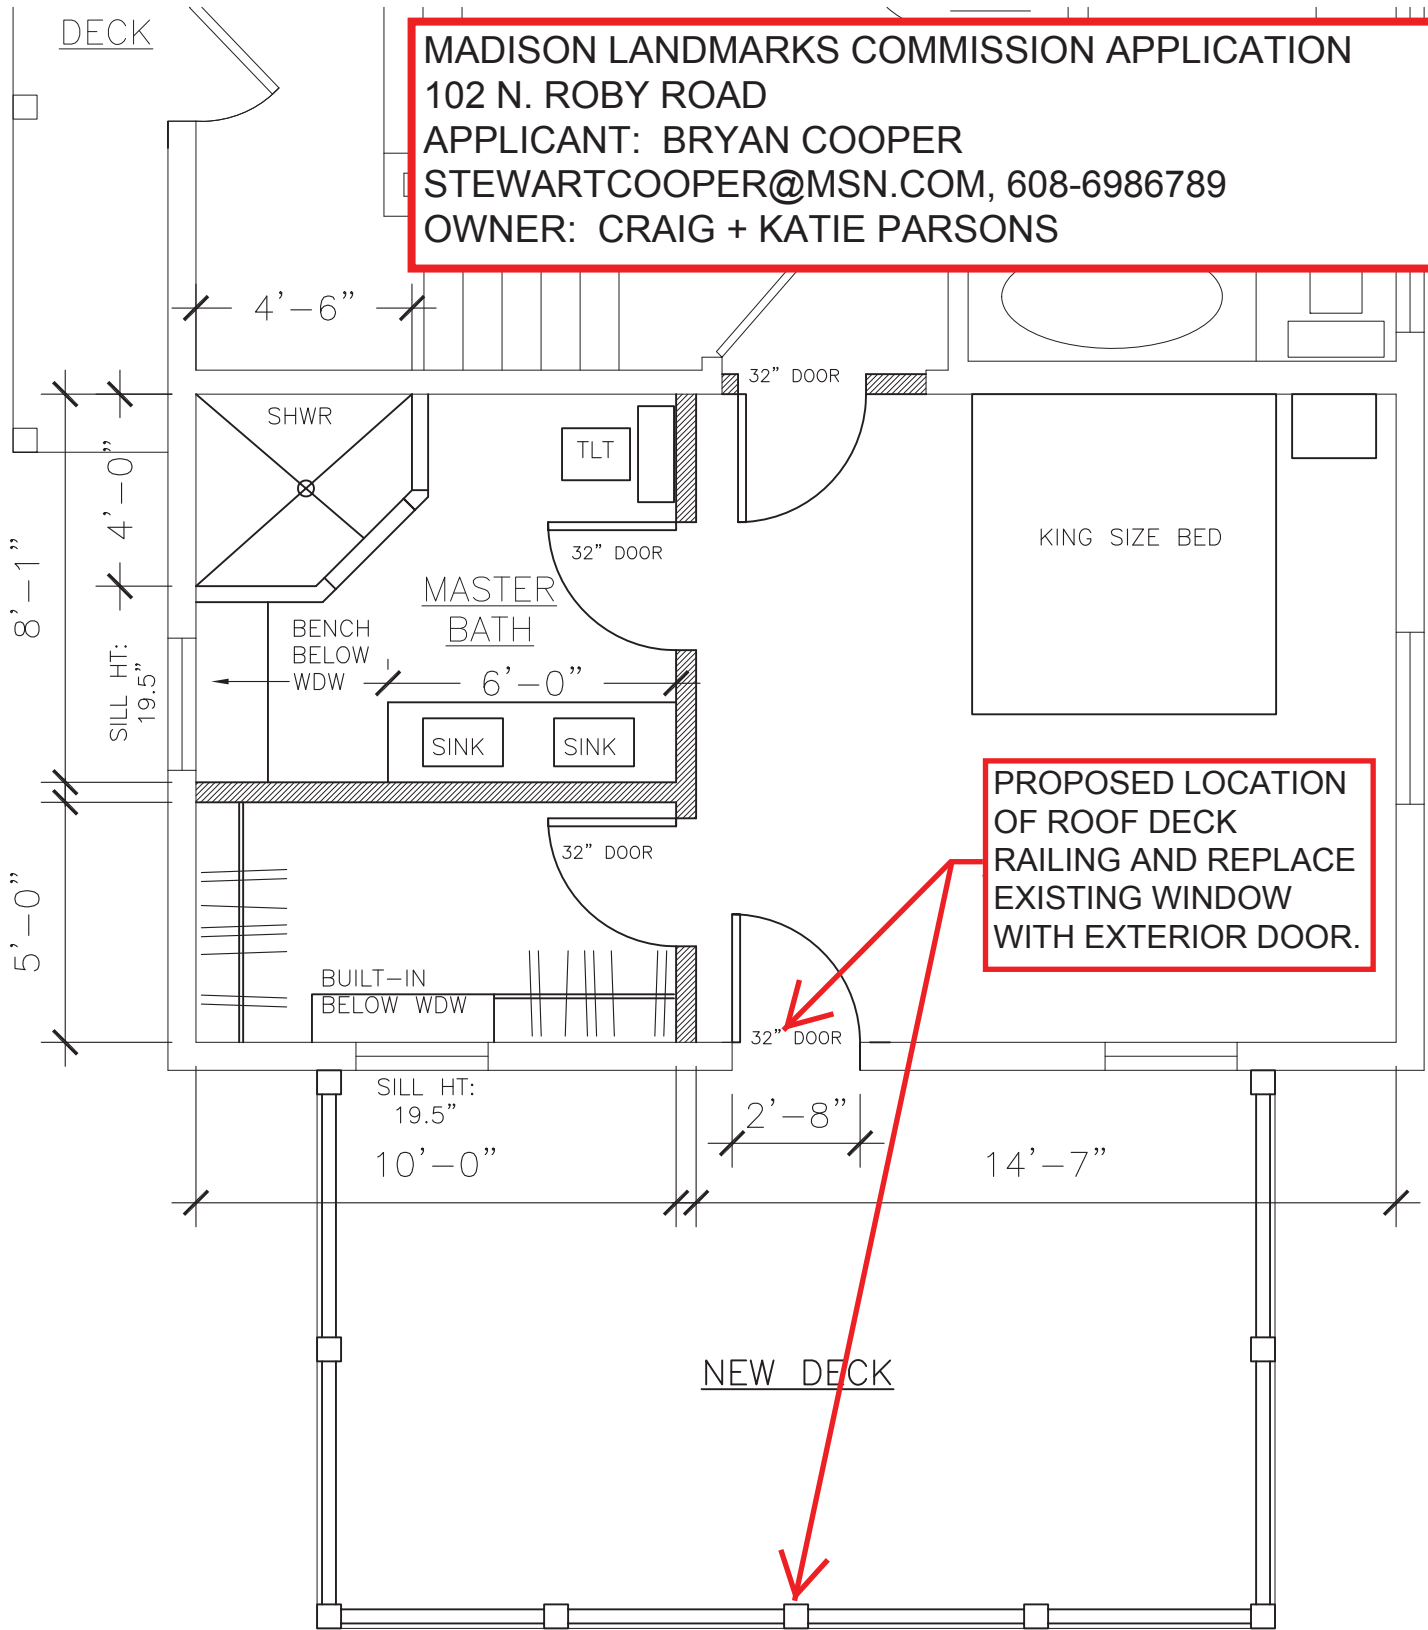 DECK
MADISON LANDMARKS COMMISSION APPLICATION
102 N. ROBY ROAD
APPLICANT: BRYAN COOPER
STEWARTCOOPER@MSN.COM, 608-6986789
OWNER: CRAIG + KATIE PARSONS
4'-6"
32" DOOR
SHWR
TLT
4'-0"
8'-1"
32" DOOR
KING SIZE BED
MASTER
BATH
BENCH
BELOW
WDW
SILL HT:
19.5"
6'-0"
SINK
SINK
PROPOSED LOCATION
OF ROOF DECK
RAILING AND REPLACE
EXISTING WINDOW
WITH EXTERIOR DOOR.
32" DOOR
5'-0"
BUILT-IN
BELOW WDW
32" DOOR
SILL HT:
19.5"
2'-8"
10'-0"
14'-7"
NEW DECK